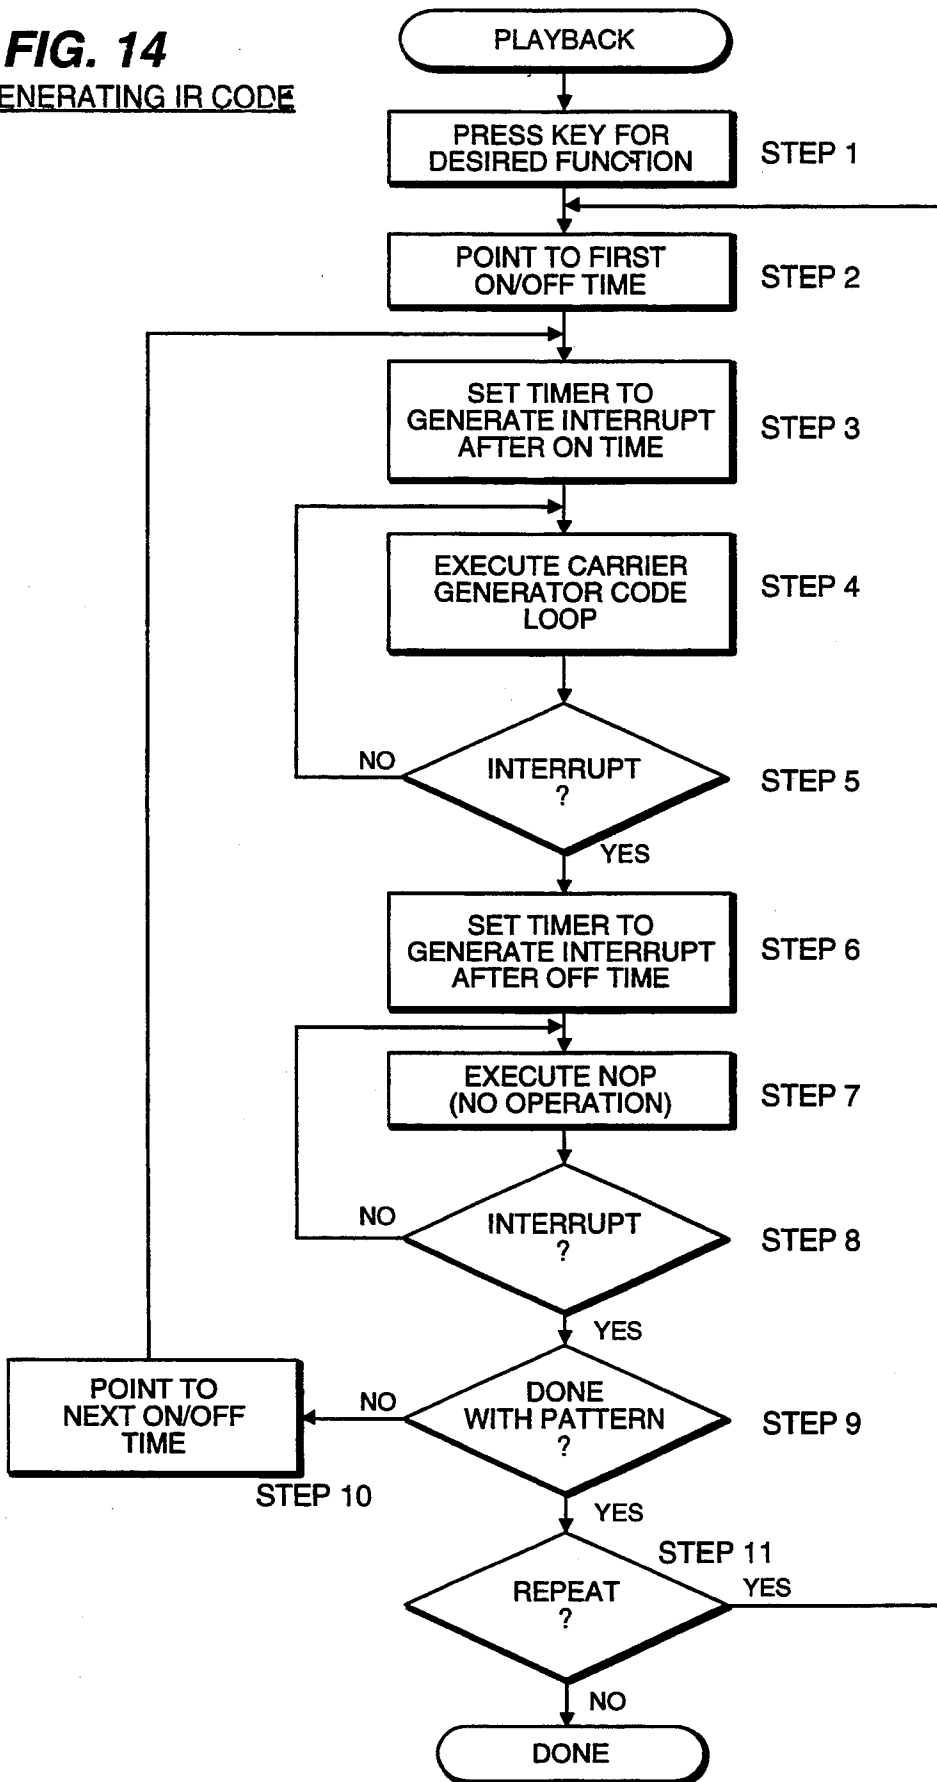 FIG. 14
ENERATING IR CODE
PLAYBACK
PRESS KEY FOR
DESIRED FUNCTION
STEP 1
POINT TO FIRST
ON/OFF TIME
STEP 2
SET TIMER TO
GENERATE INTERRUPT
AFTER ON TIME
STEP 3
EXECUTE CARRIER
GENERATOR CODE
LOOP
STEP 4
NO
INTERRUPT
?
STEP 5
YES
SET TIMER TO
GENERATE INTERRUPT
AFTER OFF TIME
STEP 6
EXECUTE NOP
(NO OPERATION)
STEP 7
NO
INTERRUPT
?
STEP 8
YES
POINT TO
NEXT ON/OFF
TIME
STEP 10
NO
DONE
WITH PATTERN
?
STEP 9
YES
STEP 11
REPEAT
?
YES
NO
DONE